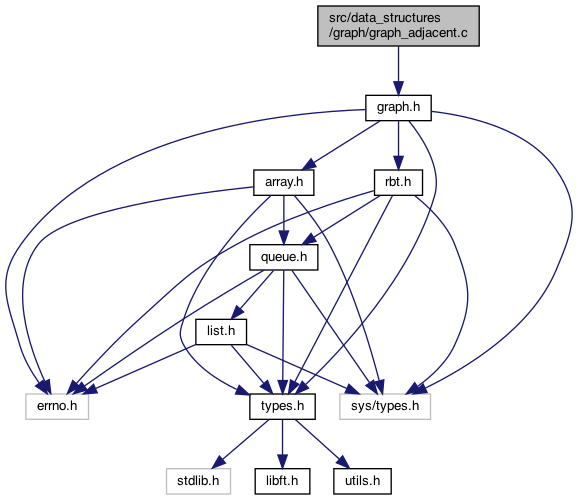 src/data_structures
/graph/graph_adjacent.c
graph.h
array.h
rbt.h
queue.h
list.h
errno.h
types.h
sys/types.h
stdlib.h
libft.h
utils.h